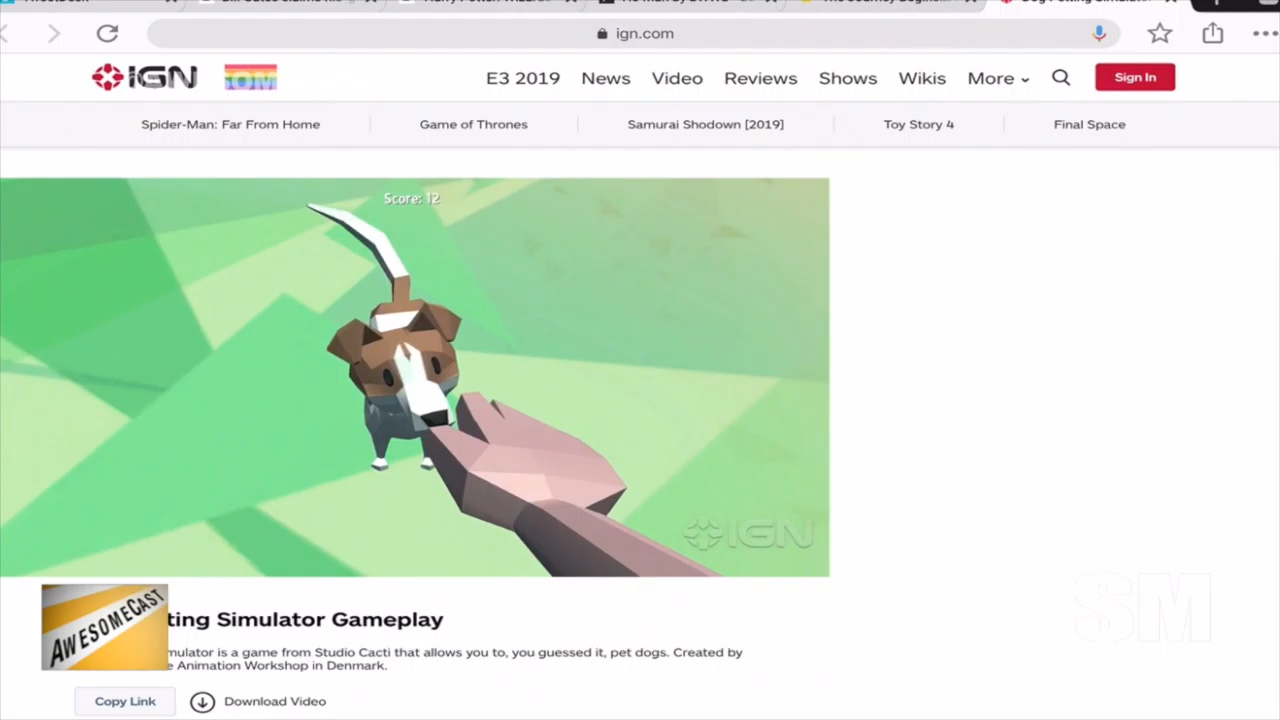 ign.com
IGN
E3 2019 News Video Reviews Shows Wikis More Sign In
Spider-Man: Far From Home Game of Thrones Samurai Shodown [2019] Toy Story 4 Final Space
Score: 12
IGN
SM
AWESOMECAST
ting Simulator Gameplay
mulator is a game from Studio Cacti that allows you to, you guessed it, pet dogs. Created by
e Animation Workshop in Denmark.
Copy Link Download Video